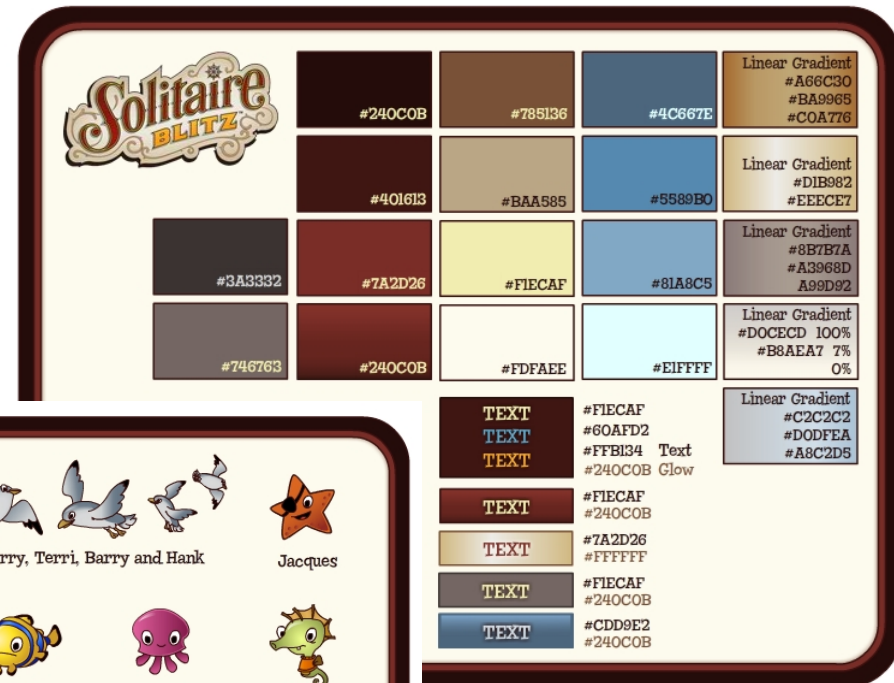 Solitaire
BLITZ
#240C0B
#785136
#4C667E
Linear Gradient
#A66C30
#BA9965
#C0A776
#401613
#BAA585
#5589B0
Linear Gradient
#D1B982
#EEECE7
#3A3332
#7A2D26
#F1ECAF
#81A8C5
Linear Gradient
#8B7B7A
#A3968D
A99D92
#746763
#240C0B
#FDFAEE
#E1FFFF
Linear Gradient
#D0CECD 100%
#B8AEA7 7%
0%
Linear Gradient
#C2C2C2
#D0DFEA
#A8C2D5
TEXT #F1ECAF
TEXT #60AFD2
TEXT #FFB134 Text
#240C0B Glow
TEXT #F1ECAF
#240C0B
TEXT #7A2D26
#FFFFFF
TEXT #F1ECAF
#240C0B
TEXT #CDD9E2
#240C0B
rry, Terri, Barry and Hank
Jacques